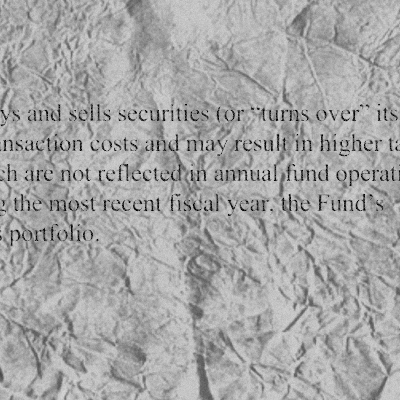 ys and sells securities (or “turns over” its
ansaction costs and may result in higher ta
ch are not reflected in annual fund operati
g the most recent fiscal year, the Fund’s
s portfolio.